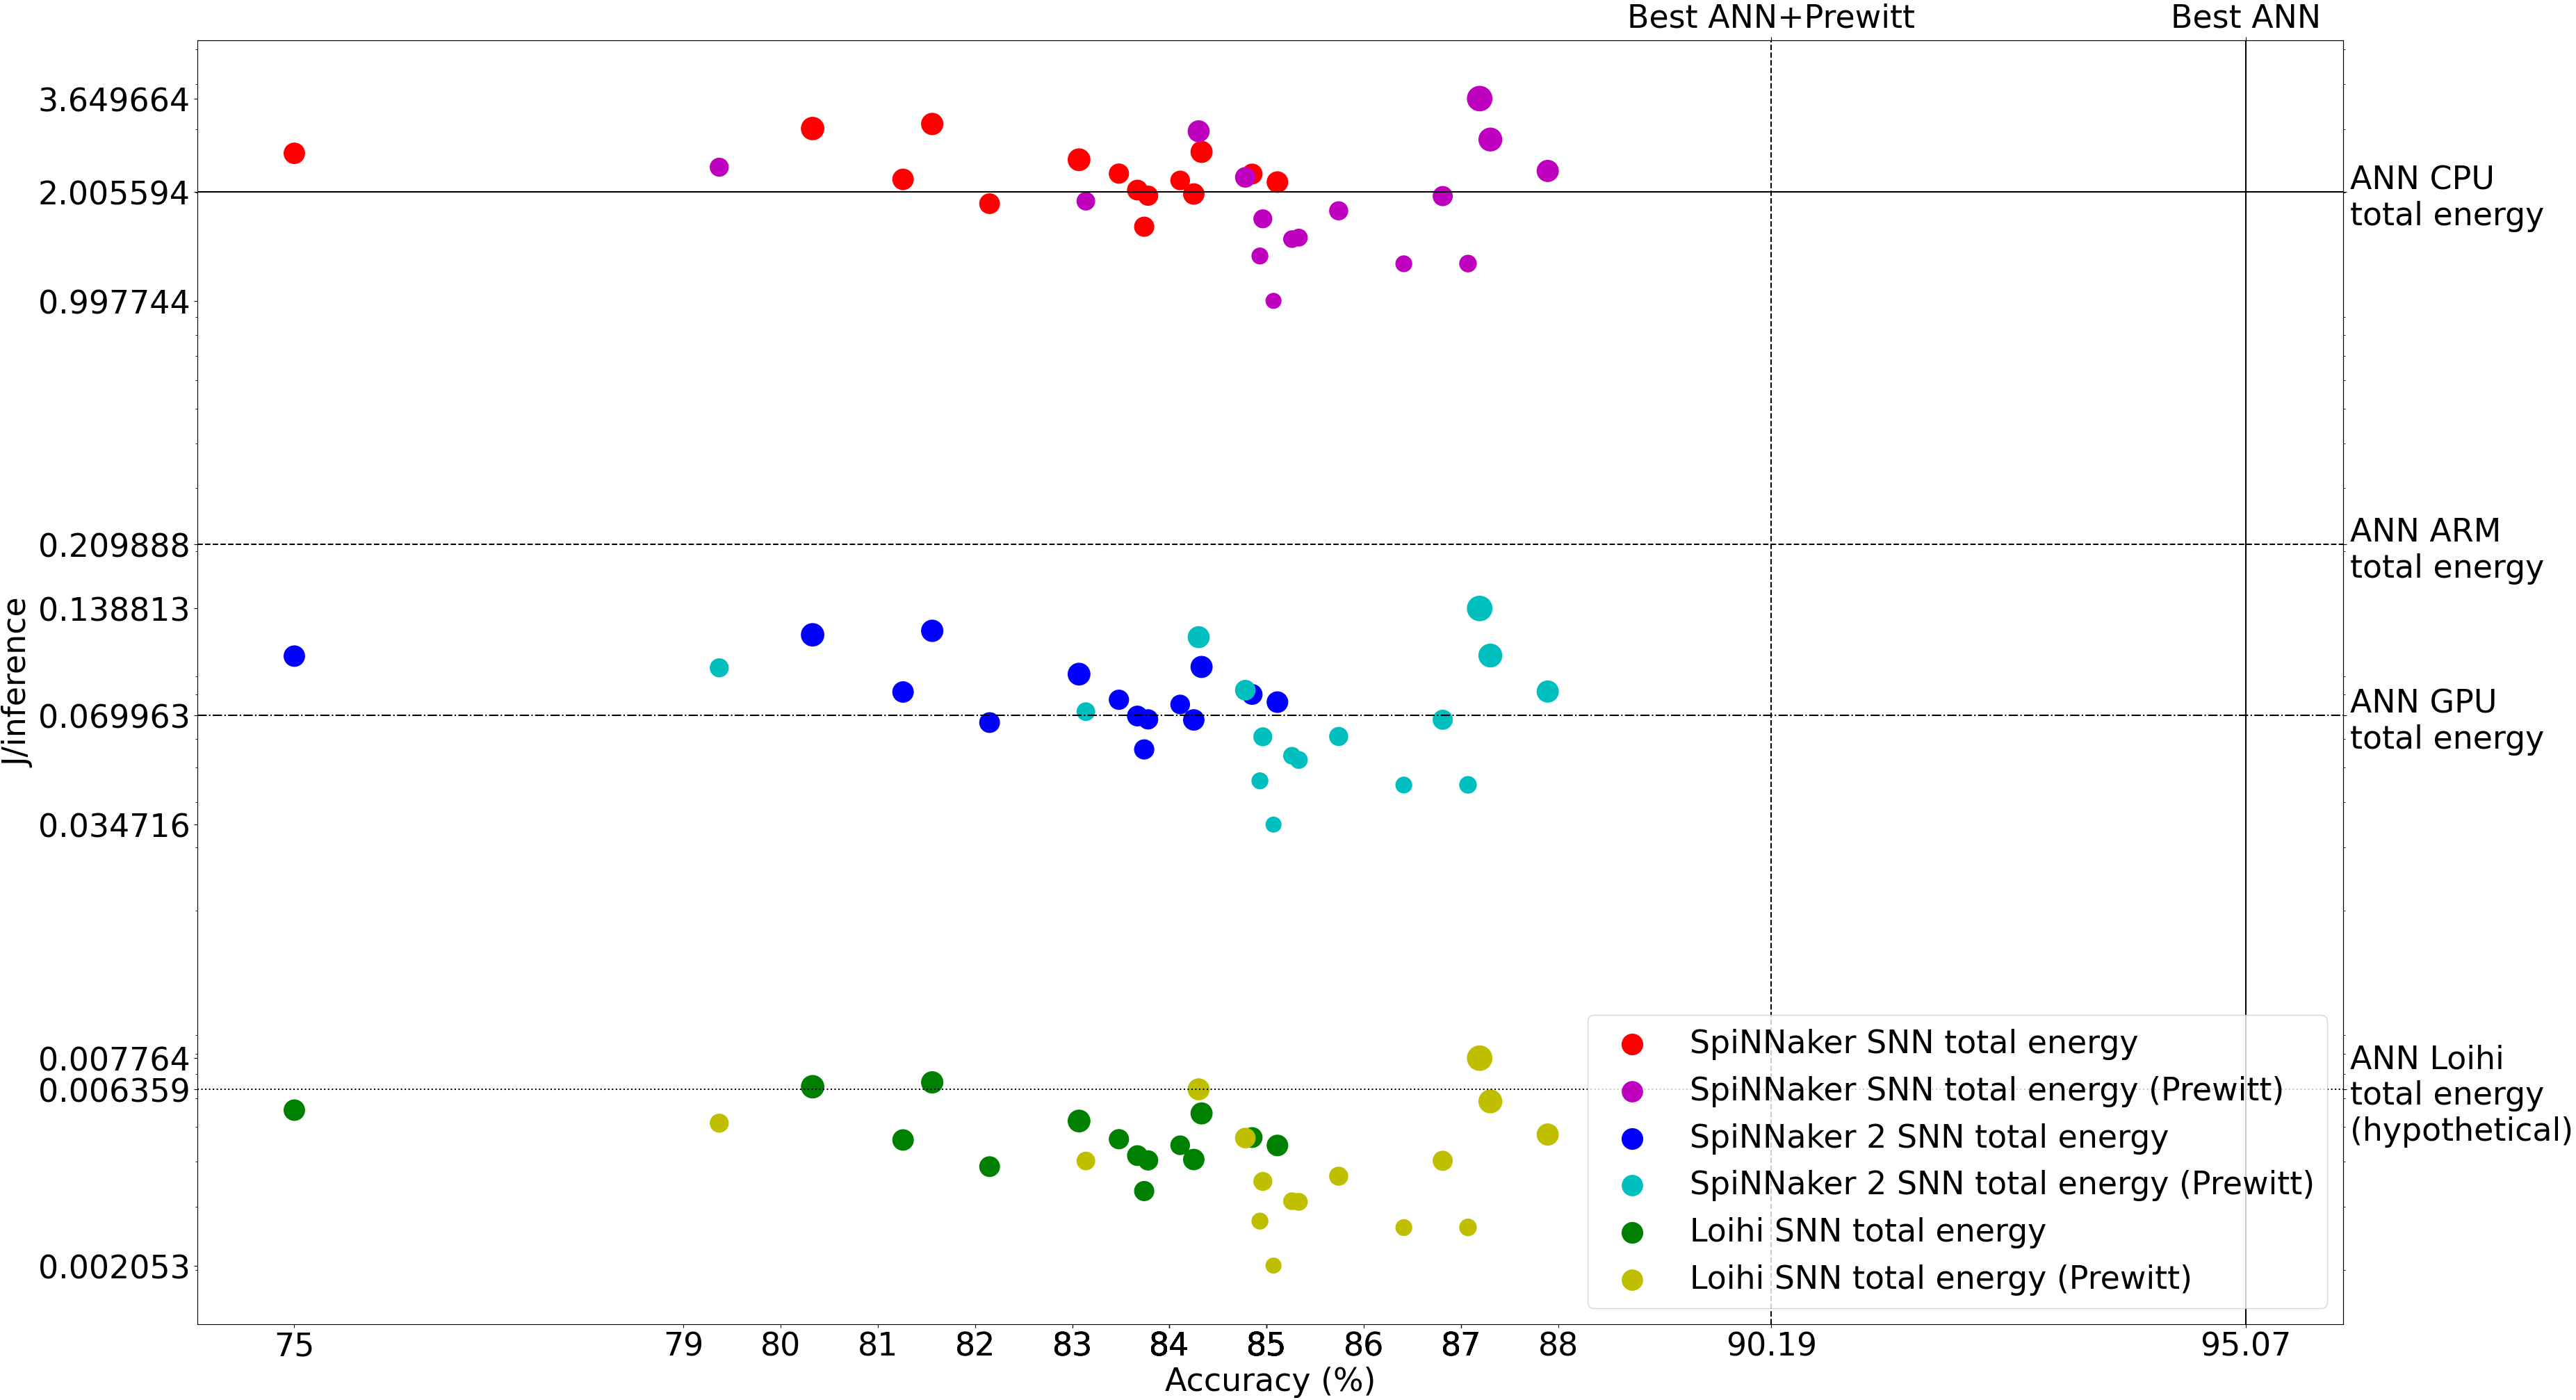 Best ANN+Prewitt
Best ANN
3.649664
2.005594
0.997744
0.209888
0.138813
0.069963
0.034716
0.007764
0.006359
0.002053
J/inference
ANN CPU
total energy
ANN ARM
total energy
ANN GPU
total energy
ANN Loihi
total energy
(hypothetical)
SpiNNaker SNN total energy
SpiNNaker SNN total energy (Prewitt)
SpiNNaker 2 SNN total energy
SpiNNaker 2 SNN total energy (Prewitt)
Loihi SNN total energy
Loihi SNN total energy (Prewitt)
75 79 80 81 82 83 84 85 86 87 88 90.19 95.07
Accuracy (%)